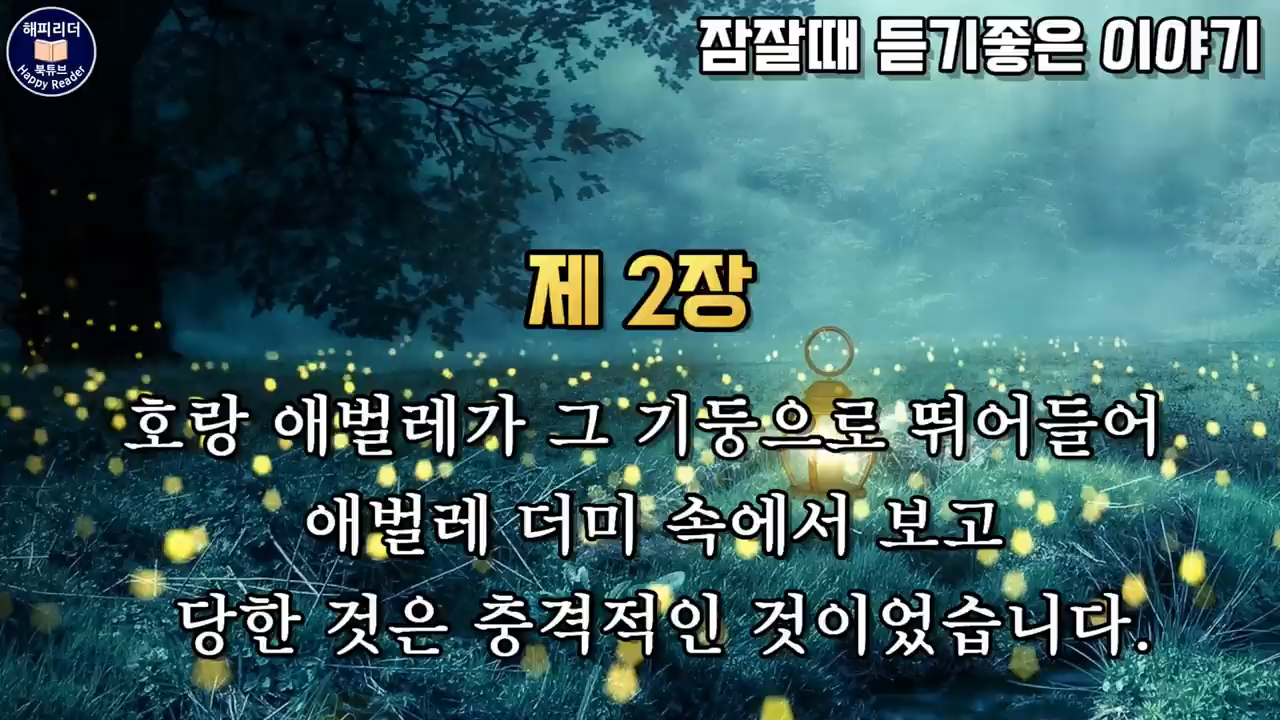 해피리더
북튜브
Happy Reader
잠잘때 듣기좋은 이야기
제 2장
호랑 애벌레가 그 기둥으로 뛰어들어
애벌레 더미 속에서 보고
당한 것은 충격적인 것이었습니다.